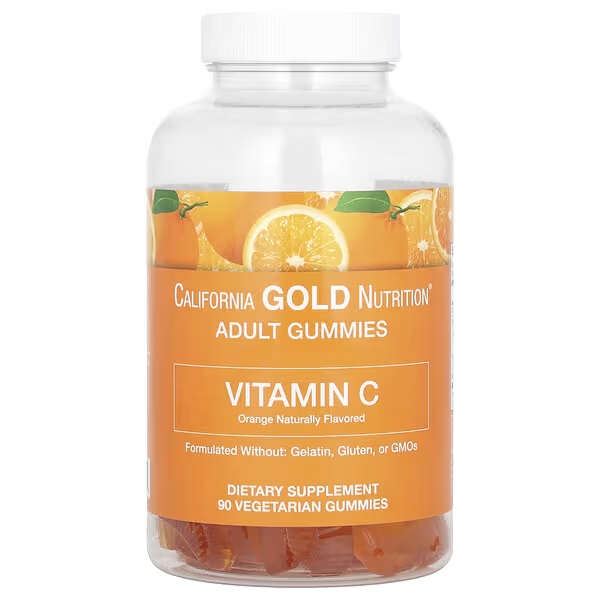 CALIFORNIA GOLD NUTRITION®
ADULT GUMMIES
VITAMIN C
Orange Naturally Flavored
Formulated Without: Gelatin, Gluten, or GMOs
DIETARY SUPPLEMENT
90 VEGETARIAN GUMMIES